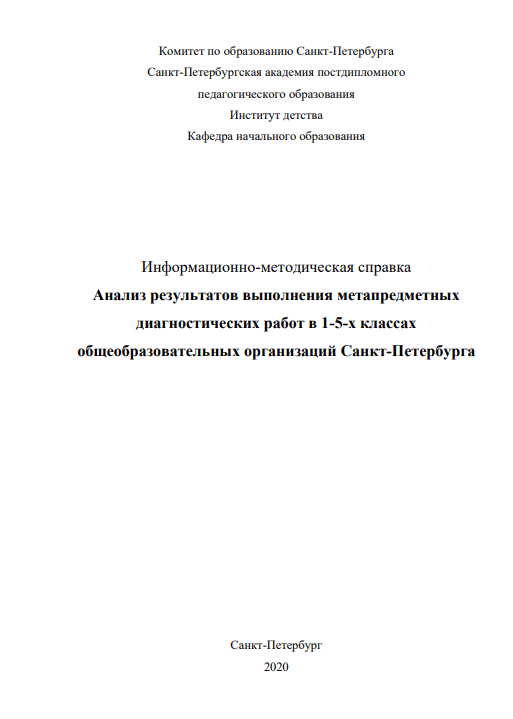 Комитет по образованию Санкт-Петербурга
Санкт-Петербургская академия постдипломного
педагогического образования
Институт детства
Кафедра начального образования
Информационно-методическая справка
Анализ результатов выполнения метапредметных
диагностических работ в 1-5-х классах
общеобразовательных организаций Санкт-Петербурга
Санкт-Петербург
2020